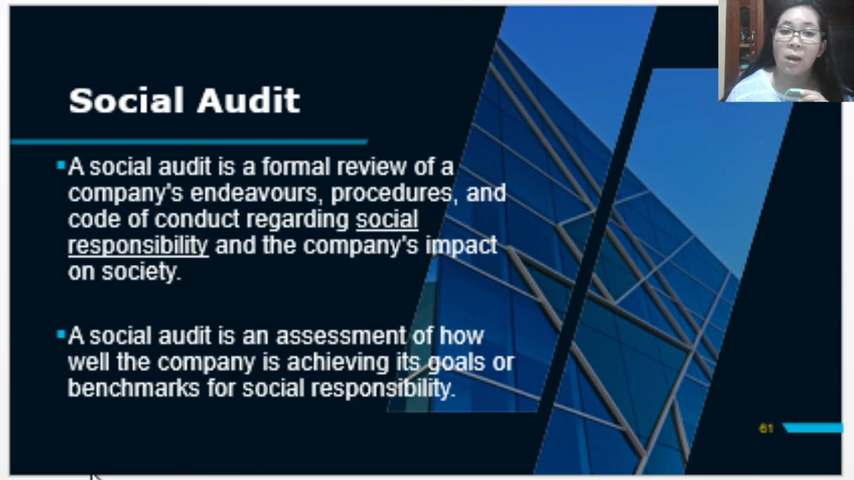 Social Audit
▪A social audit is a formal review of a
company's endeavours, procedures, and
code of conduct regarding social
responsibility and the company's impact
on society.
▪A social audit is an assessment of how
well the company is achieving its goals or
benchmarks for social responsibility.
61